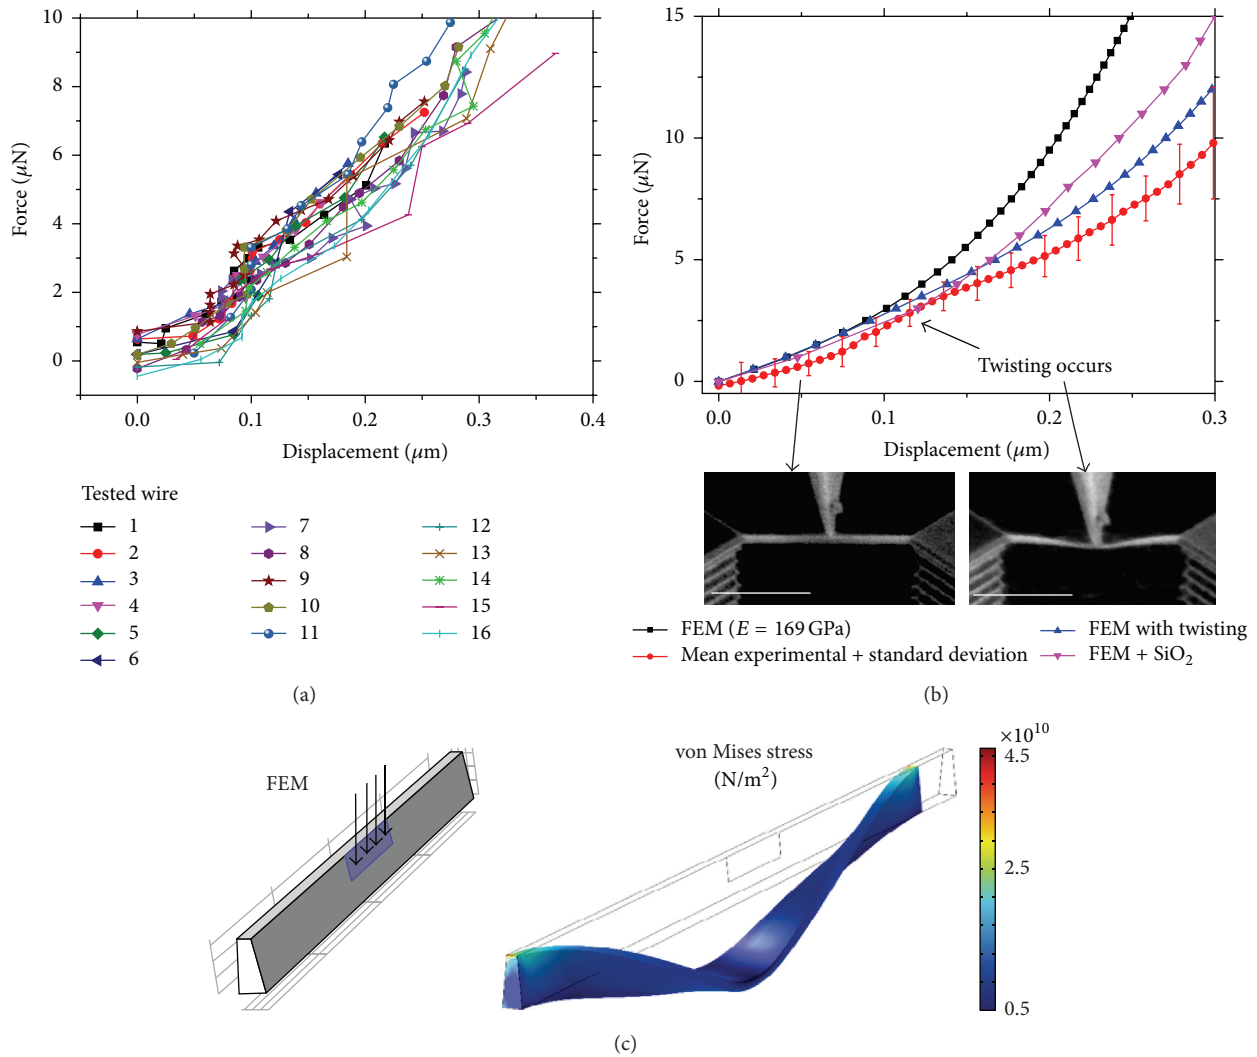 10
8
6
4
2
0
Force (μN)
0.0 0.1 0.2 0.3 0.4
Displacement (μm)
Tested wire
1 7 12
2 8 13
3 9 14
4 10 15
5 11 16
6
(a)
15
10
5
0
Force (μN)
Twisting occurs
0.0 0.1 0.2 0.3
Displacement (μm)
FEM (E = 169 GPa) FEM with twisting
Mean experimental + standard deviation FEM + SiO₂
(b)
FEM
von Mises stress
(N/m²)
×10¹⁰
4.5
2.5
0.5
(c)